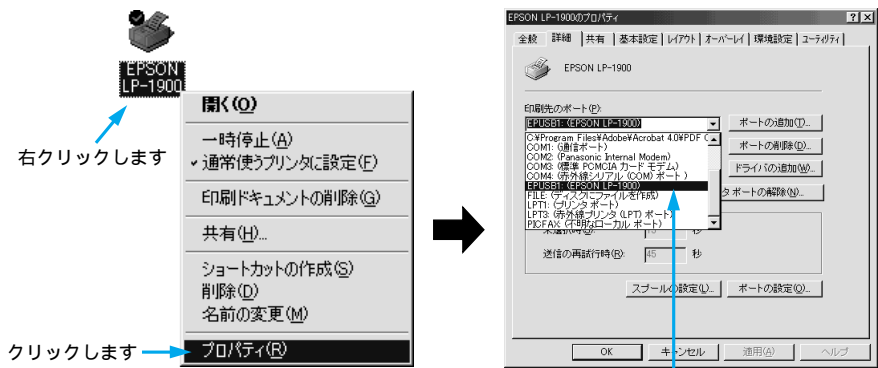 EPSON
LP-1900
右クリックします
開く(O)
一時停止(A)
通常使うプリンタに設定(F)
印刷ドキュメントの削除(G)
共有(H)...
ショートカットの作成(S)
削除(D)
名前の変更(M)
プロパティ(R)
クリックします
EPSON LP-1900のプロパティ
全般 詳細 共有 基本設定 レイアウト オーバーレイ 環境設定 ユーティリティ
EPSON LP-1900
印刷先のポート(P):
EPUSB1: (EPSON LP-1900)
ポートの追加(T)...
C:¥Program Files¥Adobe¥Acrobat 4.0¥PDF
COM1: (通信ポート)
ポートの削除(D)...
COM2: (Panasonic Internal Modem)
COM3: (標準 PCMCIA カード モデム)
ドライバの追加(W)...
COM4: (赤外線シリアル (COM) ポート )
EPUSB1: (EPSON LP-1900)
タ ポートの解除(N)...
FILE: (ディスクにファイルを作成)
LPT1: (プリンタ ポート)
LPT3: (赤外線プリンタ (LPT) ポート)
PICFAX: (不明なローカル ポート)
秒
送信の再試行時(R): 45 秒
スプールの設定(L)... ポートの設定(O)...
OK キャンセル 適用(A) ヘルプ